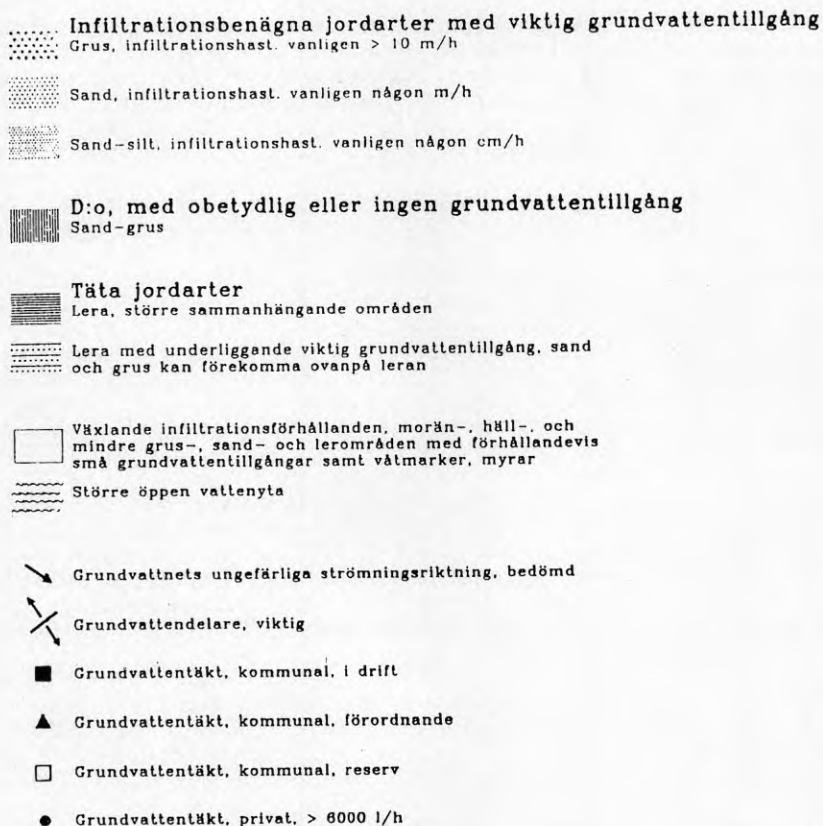 Infiltrationsbenägna jordarter med viktig grundvattentillgång
Grus, infiltrationshast. vanligen > 10 m/h
Sand, infiltrationshast. vanligen någon m/h
Sand-silt, infiltrationshast. vanligen någon cm/h
D:o, med obetydlig eller ingen grundvattentillgång
Sand-grus
Täta jordarter
Lera, större sammanhängande områden
Lera med underliggande viktig grundvattentillgång, sand
och grus kan förekomma ovanpå leran
Växlande infiltrationsförhållanden, morän-, häll-, och
mindre grus-, sand- och lerområden med förhållandevis
små grundvattentillgångar samt våtmarker, myrar
Större öppen vattenyta
Grundvattnets ungefärliga strömningsriktning, bedömd
Grundvattendelare, viktig
Grundvattentäkt, kommunal, i drift
Grundvattentäkt, kommunal, förordnande
Grundvattentäkt, kommunal, reserv
Grundvattentäkt, privat, > 6000 l/h